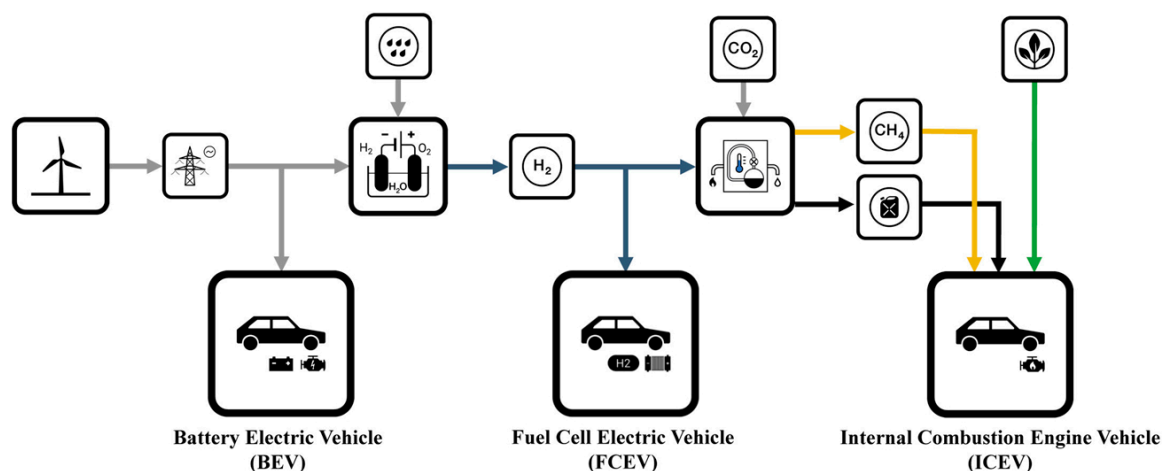 CO₂
CH₄
− +
H₂ O₂
H₂O
H₂
H2
Battery Electric Vehicle
(BEV)
Fuel Cell Electric Vehicle
(FCEV)
Internal Combustion Engine Vehicle
(ICEV)